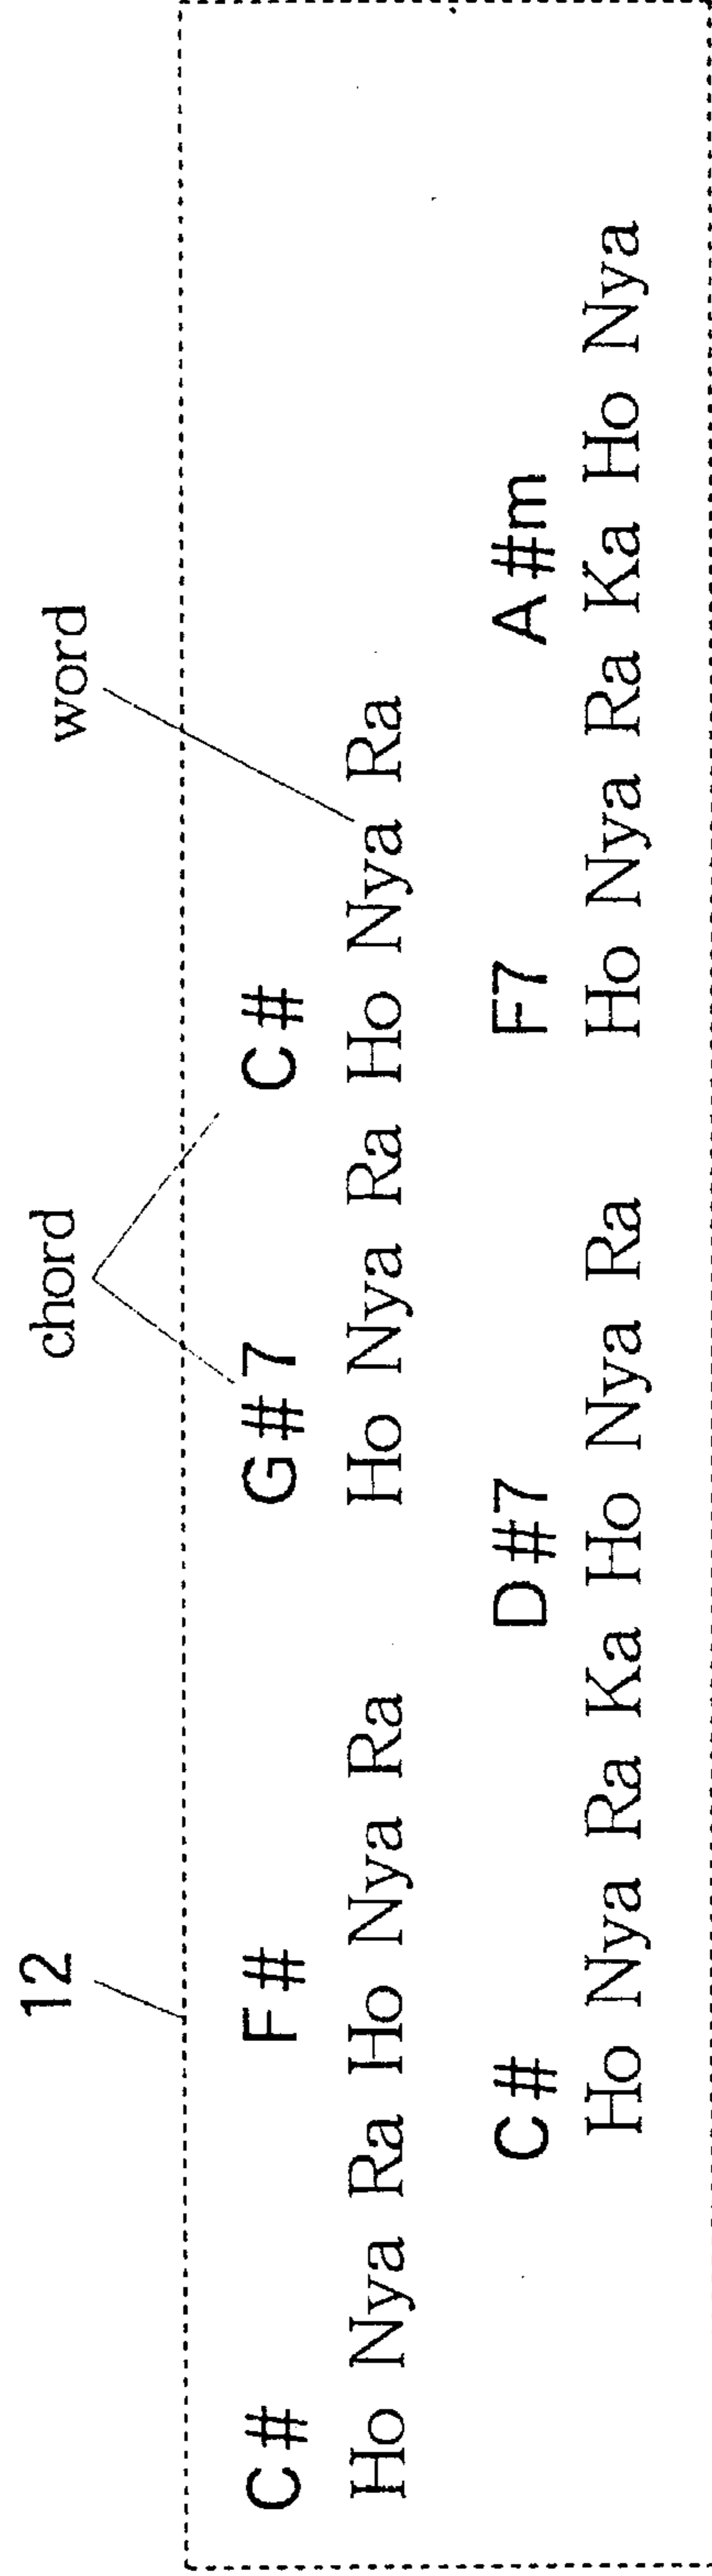 12 chord word
C# F# G#7 C#
Ho Nya Ra Ho Nya Ra Ho Nya Ra Ho Nya Ra
C# D#7 F7 A#m
Ho Nya Ra Ka Ho Nya Ra Ho Nya Ra Ka Ho Nya